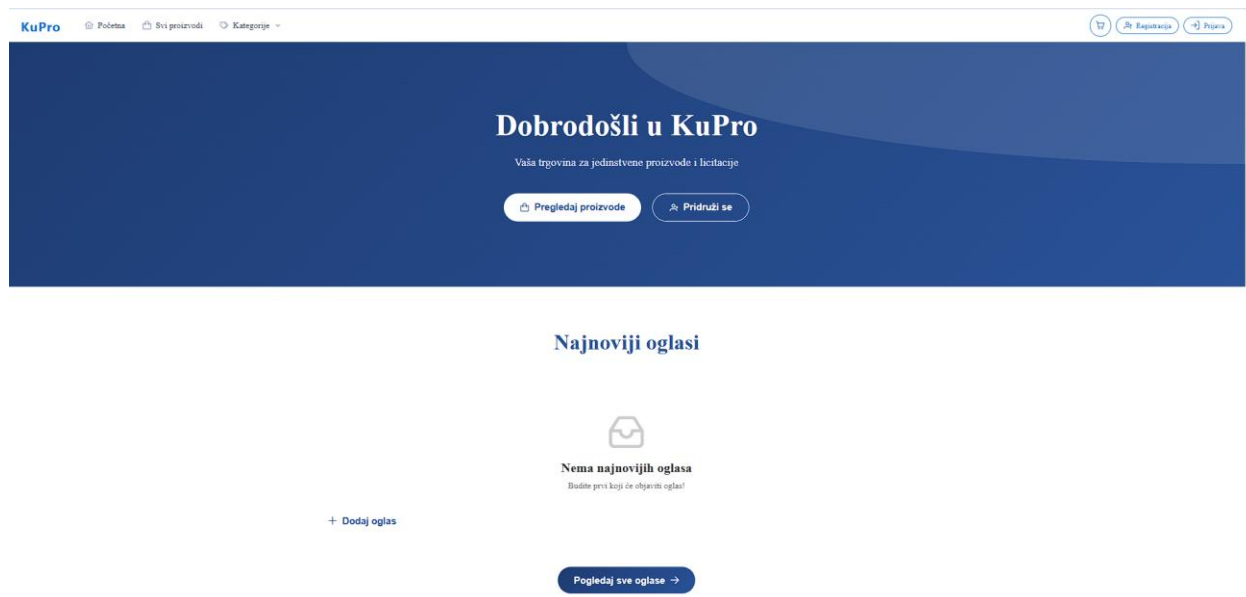 KuPro Početna Svi proizvodi Kategorije Registracija Prijava
Dobrodošli u KuPro
Vaša trgovina za jedinstvene proizvode i licitacije
Pregledaj proizvode Pridruži se
Najnoviji oglasi
Nema najnovijih oglasa
Budite prvi koji će objaviti oglas!
+ Dodaj oglas
Pogledaj sve oglase →